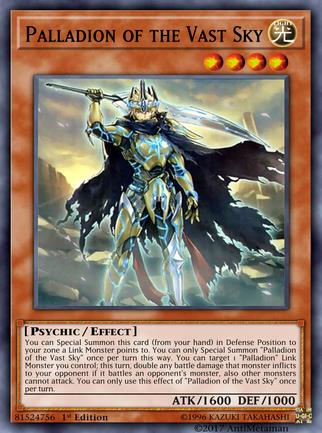 PALLADION OF THE VAST SKY
LIGHT
光
[PSYCHIC / EFFECT]
You can Special Summon this card (from your hand) in Defense Position to
your zone a Link Monster points to. You can only Special Summon "Palladion
of the Vast Sky" once per turn this way. You can target 1 "Palladion" Link
Monster you control; this turn, double any battle damage that monster inflicts
to your opponent if it battles an opponent's monster, also other monsters
cannot attack. You can only use this effect of "Palladion of the Vast Sky" once
per turn.
ATK/1600 DEF/1000
81524756 1st Edition ©1996 KAZUKI TAKAHASHI
©2017 AntiMetaman